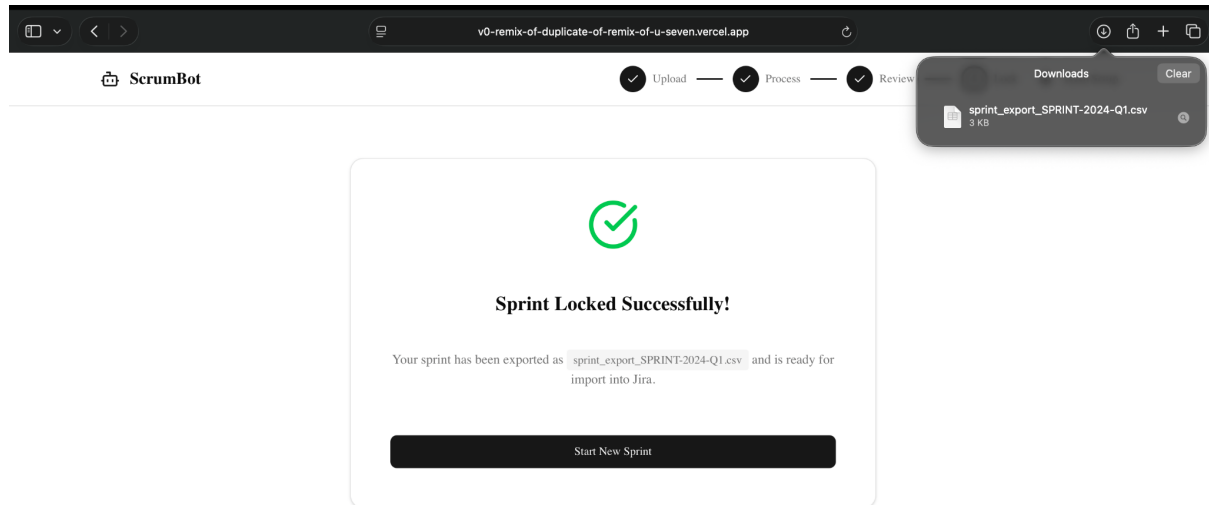 v0-remix-of-duplicate-of-remix-of-u-seven.vercel.app
ScrumBot
Upload
Process
Review
Downloads
Clear
sprint_export_SPRINT-2024-Q1.csv
3 KB
Sprint Locked Successfully!
Your sprint has been exported as sprint_export_SPRINT-2024-Q1.csv and is ready for
import into Jira.
Start New Sprint